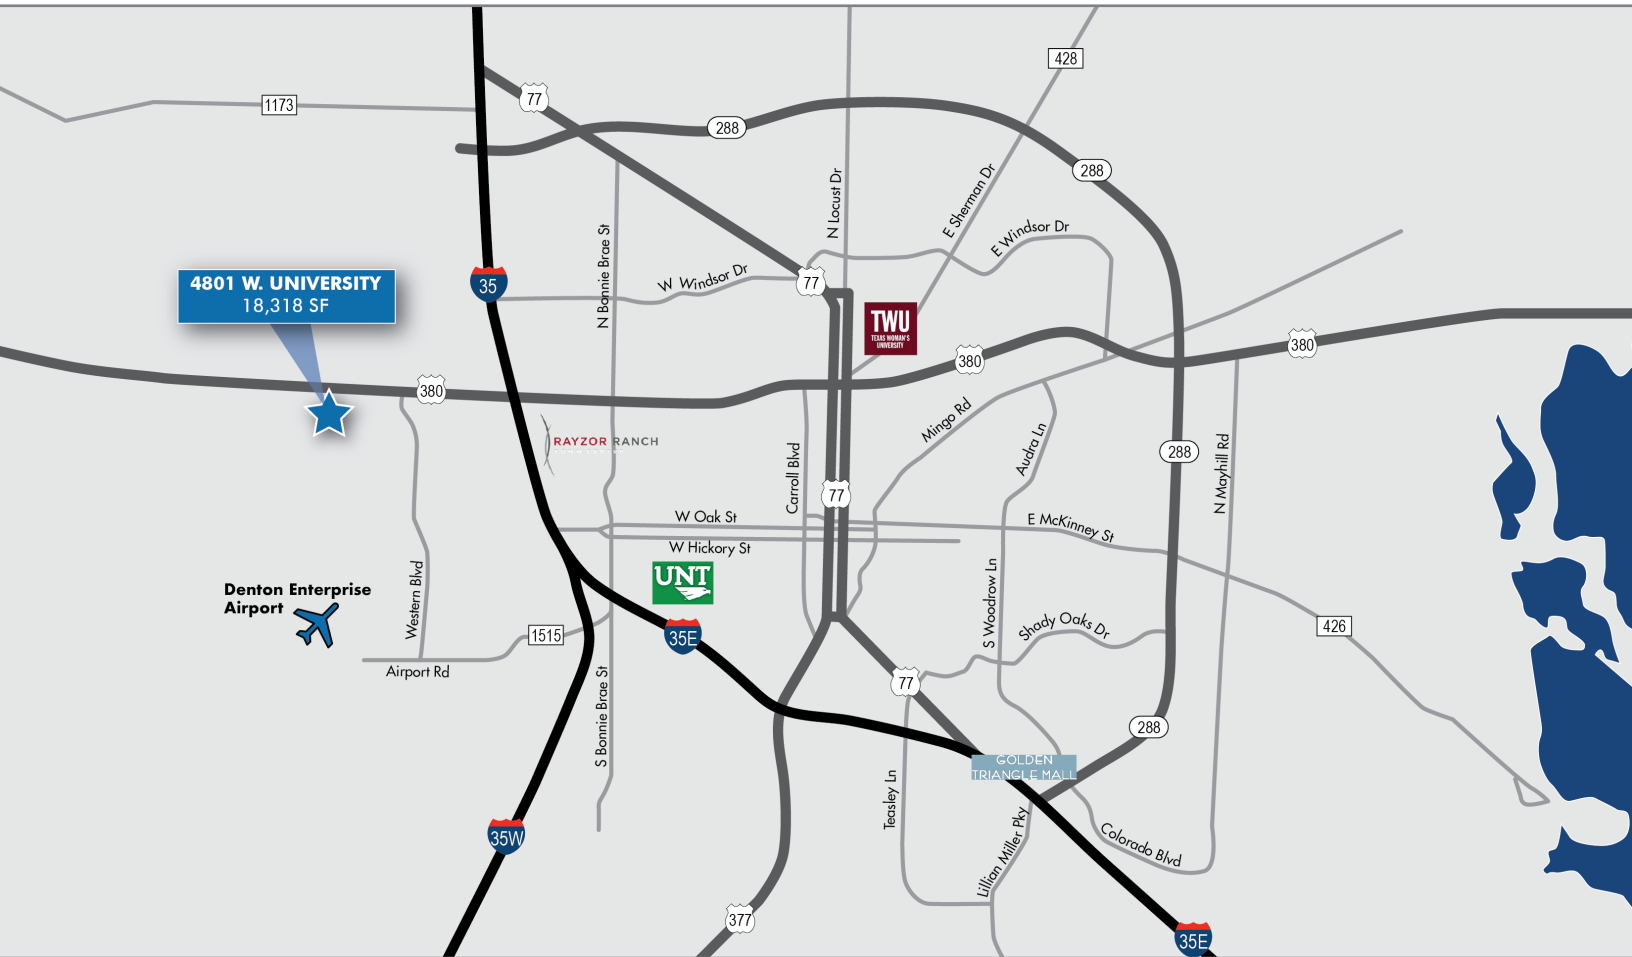 428
77
1173
288
288
N Locust Dr
E Sherman Dr
E Windsor Dr
N Bonnie Brae St
W Windsor Dr
77
35
4801 W. UNIVERSITY
18,318 SF
TWU
TEXAS WOMAN'S
UNIVERSITY
380
380
380
Mingo Rd
Audra Ln
RAYZOR RANCH
Carroll Blvd
288
N Mayhill Rd
77
W Oak St
E McKinney St
W Hickory St
UNT
Denton Enterprise
Airport
Western Blvd
S Woodrow Ln
Shady Oaks Dr
426
1515
35E
Airport Rd
77
S Bonnie Brae St
288
GOLDEN
TRIANGLE MALL
Teasley Ln
35W
Lillian Miller Pky
Colorado Blvd
377
35E